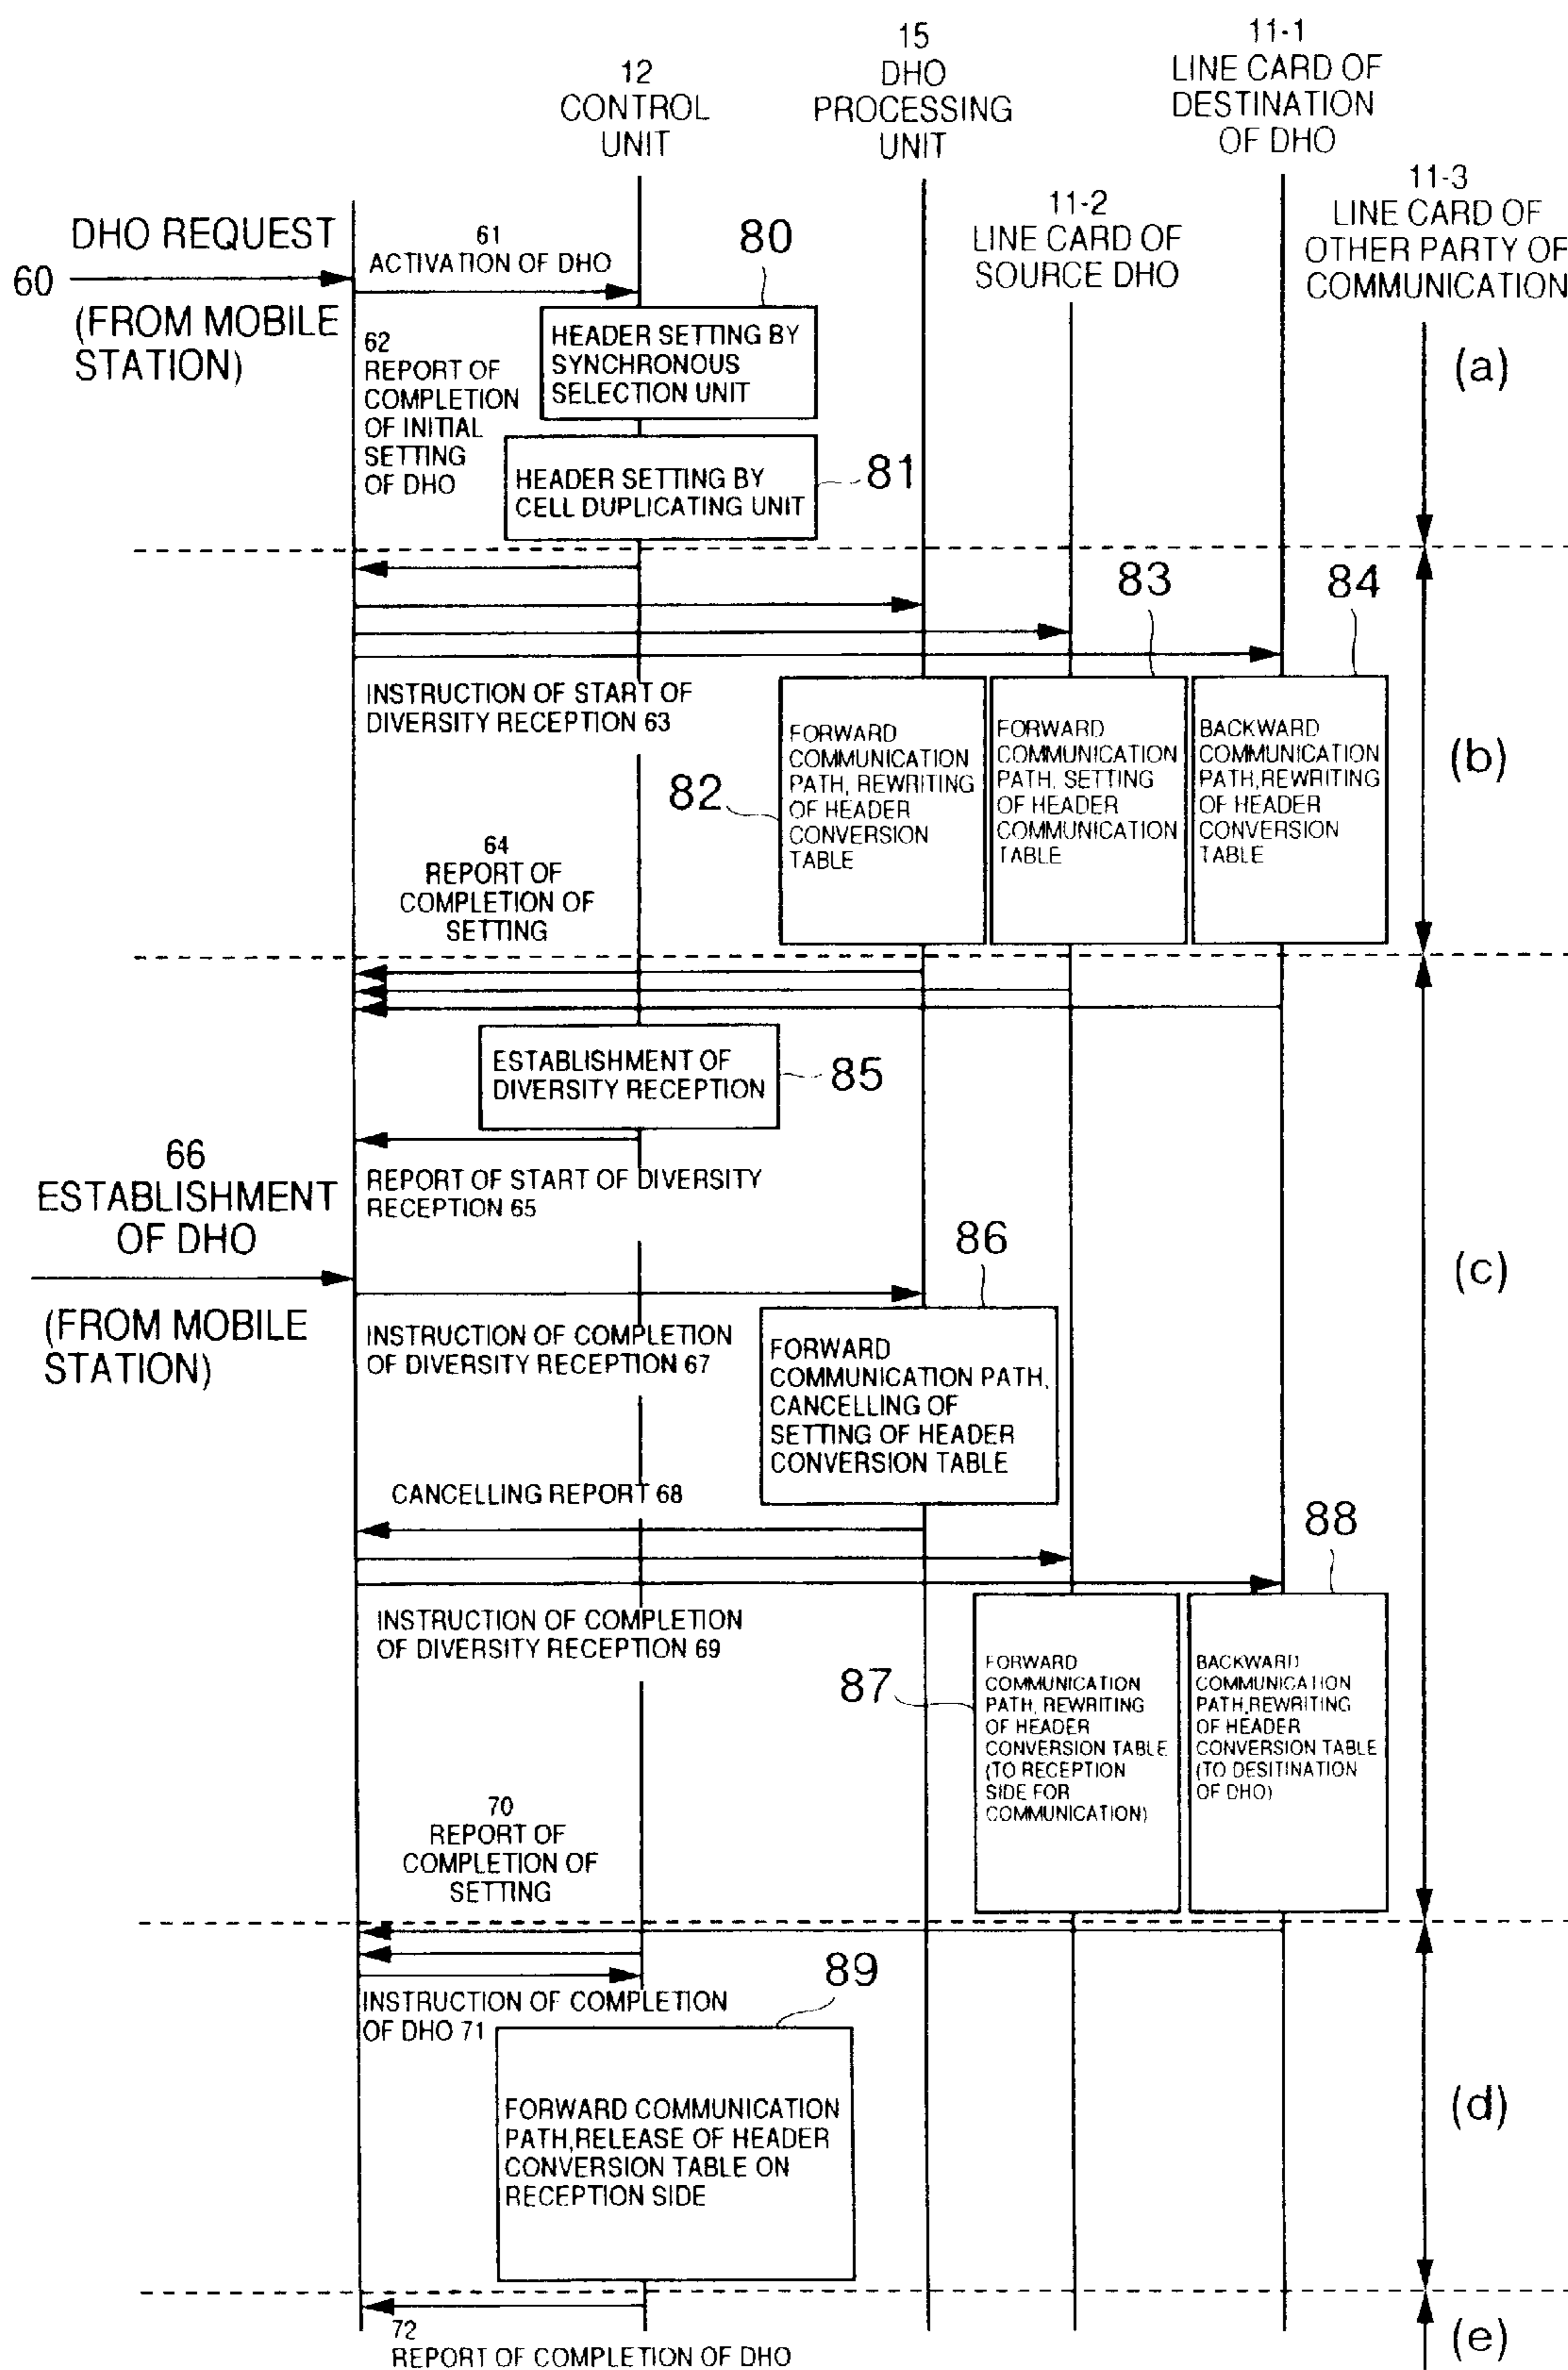 12
CONTROL
UNIT
15
DHO
PROCESSING
UNIT
11-1
LINE CARD OF
DESTINATION
OF DHO
11-2
LINE CARD OF
SOURCE DHO
11-3
LINE CARD OF
OTHER PARTY OF
COMMUNICATION
DHO REQUEST
60
(FROM MOBILE
STATION)
61
ACTIVATION OF DHO
80
HEADER SETTING BY
SYNCHRONOUS
SELECTION UNIT
62
REPORT OF
COMPLETION
OF INITIAL
SETTING
OF DHO
HEADER SETTING BY
CELL DUPLICATING UNIT
81
(a)
INSTRUCTION OF START OF
DIVERSITY RECEPTION 63
82
FORWARD
COMMUNICATION
PATH, REWRITING
OF HEADER
CONVERSION
TABLE
83
FORWARD
COMMUNICATION
PATH, SETTING
OF HEADER
COMMUNICATION
TABLE
84
BACKWARD
COMMUNICATION
PATH,REWRITING
OF HEADER
CONVERSION
TABLE
(b)
64
REPORT OF
COMPLETION OF
SETTING
ESTABLISHMENT OF
DIVERSITY RECEPTION
85
REPORT OF START OF DIVERSITY
RECEPTION 65
66
ESTABLISHMENT
OF DHO
(FROM MOBILE
STATION)
INSTRUCTION OF COMPLETION
OF DIVERSITY RECEPTION 67
86
FORWARD
COMMUNICATION PATH,
CANCELLING OF
SETTING OF HEADER
CONVERSION TABLE
(c)
CANCELLING REPORT 68
INSTRUCTION OF COMPLETION
OF DIVERSITY RECEPTION 69
87
FORWARD
COMMUNICATION
PATH, REWRITING
OF HEADER
CONVERSION TABLE
(TO RECEPTION
SIDE FOR
COMMUNICATION)
88
BACKWARD
COMMUNICATION
PATH,REWRITING
OF HEADER
CONVERSION TABLE
(TO DESITINATION
OF DHO)
70
REPORT OF
COMPLETION OF
SETTING
INSTRUCTION OF COMPLETION
OF DHO 71
89
FORWARD COMMUNICATION
PATH,RELEASE OF HEADER
CONVERSION TABLE ON
RECEPTION SIDE
(d)
72
REPORT OF COMPLETION OF DHO
(e)